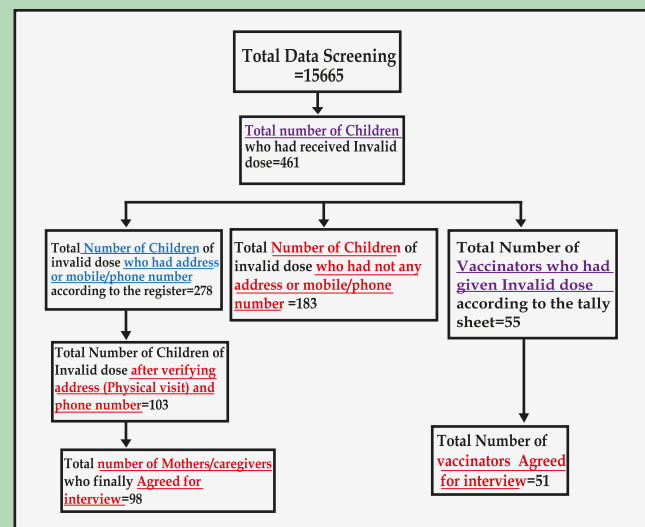 Total Data Screening
=15665
Total number of Children
who had received Invalid
dose=461
Total Number of Children of
invalid dose who had address
or mobile/phone number
according to the register=278
Total Number of Children of
invalid dose who had not any
address or mobile/phone
number =183
Total Number of
Vaccinators who had
given Invalid dose
according to the tally
sheet=55
Total Number of Children of
Invalid dose after verifying
address (Physical visit) and
phone number=103
Total number of Mothers/caregivers
who finally Agreed for
interview=98
Total Number of
vaccinators Agreed
for interview=51